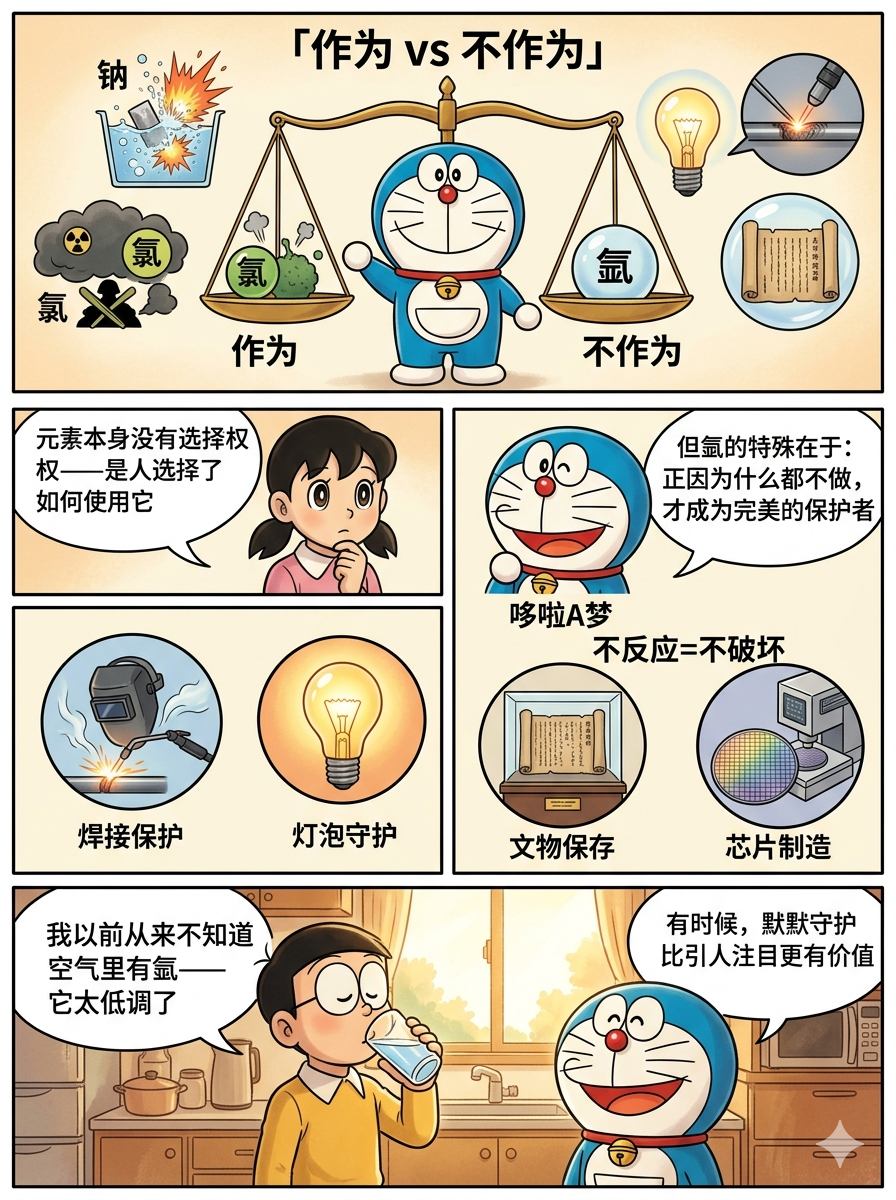 「作为 vs 不作为」
钠
氯
氯
氯
氩
作为
不作为
元素本身没有选择权
权——是人选择了
如何使用它
但氩的特殊在于：
正因为什么都不做，
才成为完美的保护者
哆啦A梦
不反应=不破坏
焊接保护
灯泡守护
文物保存
芯片制造
我以前从来不知道
空气里有氩——
它太低调了
有时候，默默守护
比引人注目更有价值